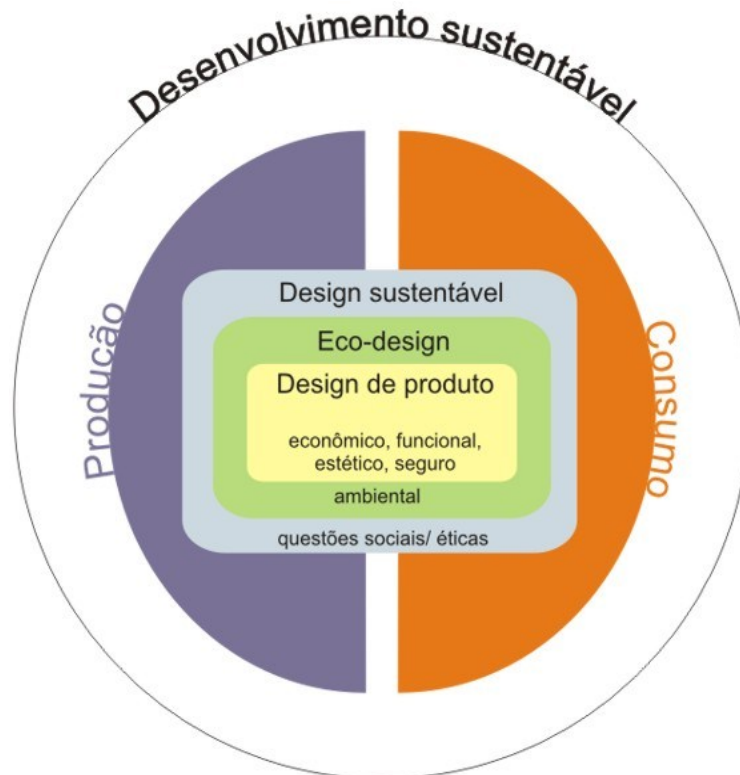 Desenvolvimento sustentável
Produção
Consumo
Design sustentável
Eco-design
Design de produto
econômico, funcional,
estético, seguro
ambiental
questões sociais/ éticas